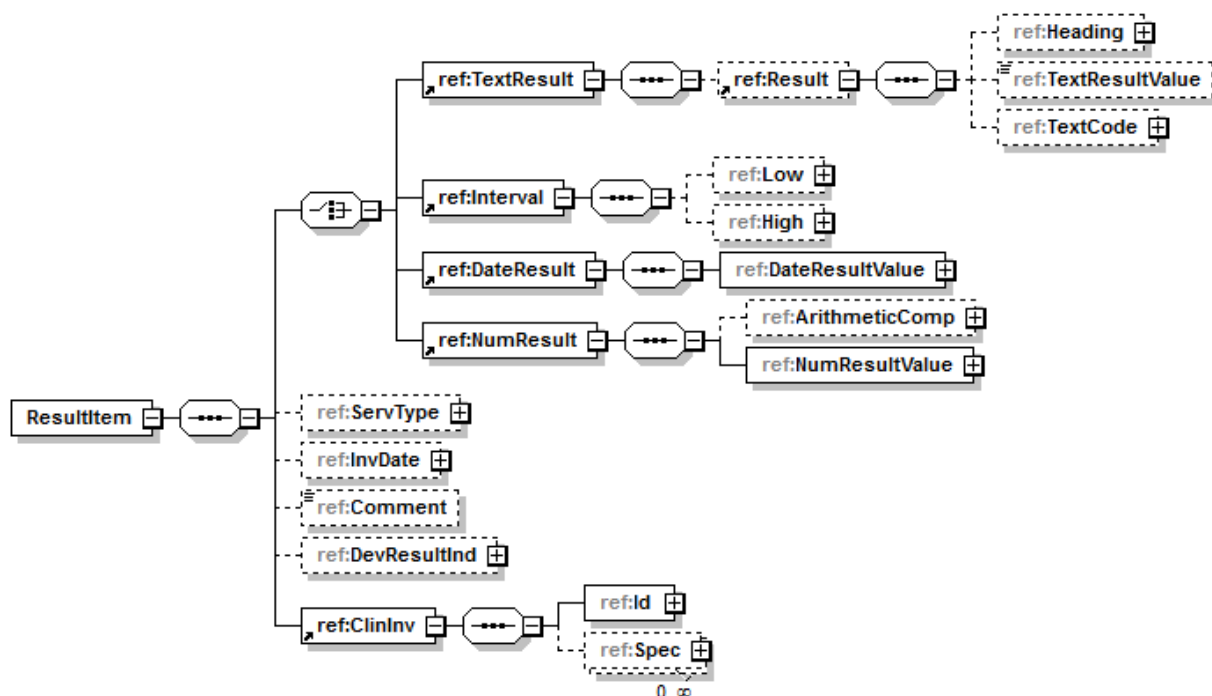 ref:Heading
ref:TextResult
ref:Result
ref:TextResultValue
ref:TextCode
ref:Interval
ref:Low
ref:High
ref:DateResult
ref:DateResultValue
ref:NumResult
ref:ArithmeticComp
ref:NumResultValue
ResultItem
ref:ServType
ref:InvDate
ref:Comment
ref:DevResultInd
ref:ClinInv
ref:Id
ref:Spec
0..∞